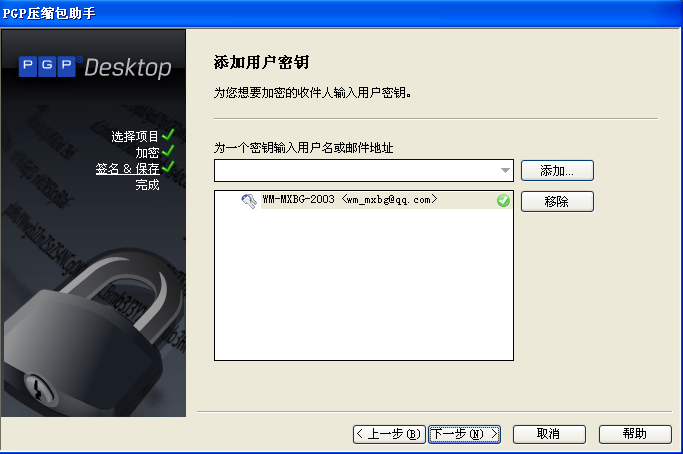 PGP压缩包助手
PGP® Desktop
选择项目
加密
签名 & 保存
完成
添加用户密钥
为您想要加密的收件人输入用户密钥。
为一个密钥输入用户名或邮件地址
添加...
WM-MXBG-2003 <wm_mxbg@qq.com>
移除
< 上一步(B)
下一步(N) >
取消
帮助